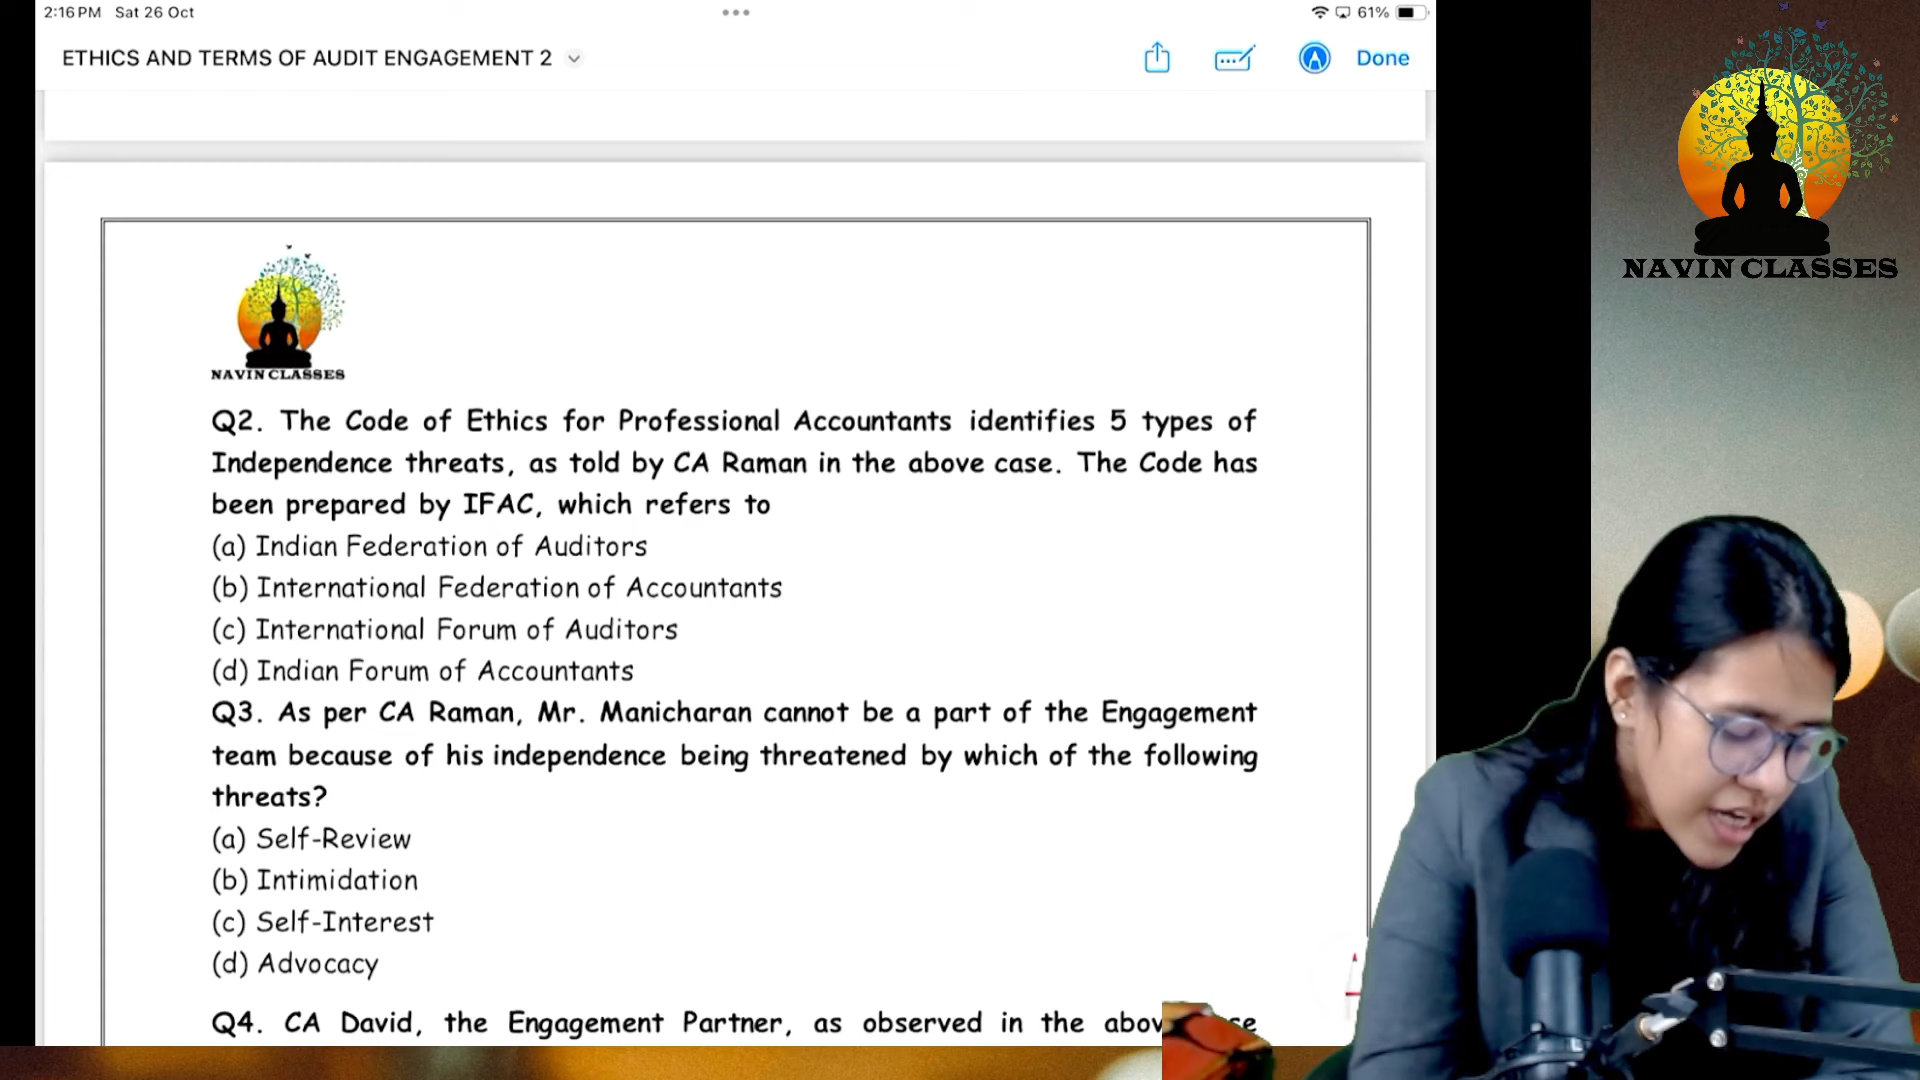 2:16 PM Sat 26 Oct
61%
ETHICS AND TERMS OF AUDIT ENGAGEMENT 2
Done
NAVIN CLASSES
NAVIN CLASSES
Q2. The Code of Ethics for Professional Accountants identifies 5 types of
Independence threats, as told by CA Raman in the above case. The Code has
been prepared by IFAC, which refers to
(a) Indian Federation of Auditors
(b) International Federation of Accountants
(c) International Forum of Auditors
(d) Indian Forum of Accountants
Q3. As per CA Raman, Mr. Manicharan cannot be a part of the Engagement
team because of his independence being threatened by which of the following
threats?
(a) Self-Review
(b) Intimidation
(c) Self-Interest
(d) Advocacy
Q4. CA David, the Engagement Partner, as observed in the